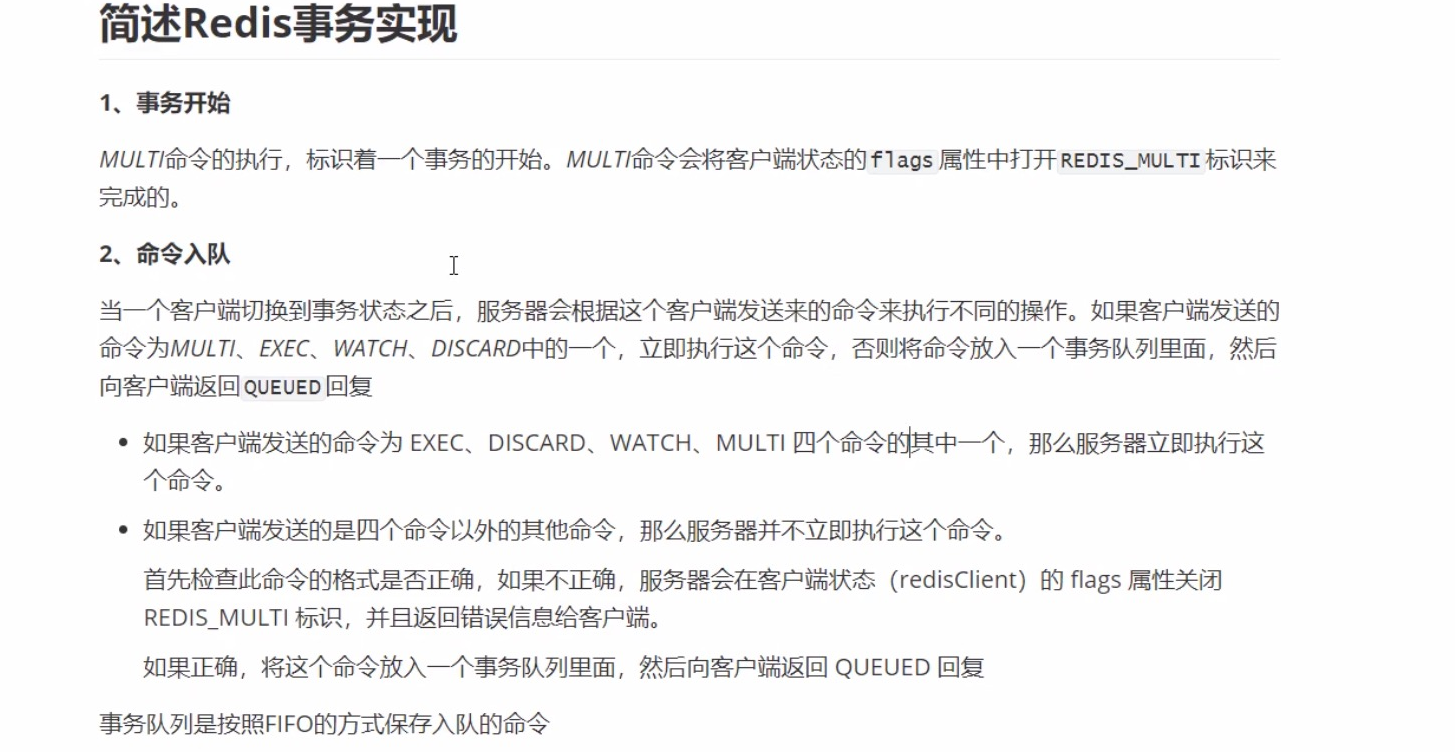 简述Redis事务实现
1、事务开始
MULTI命令的执行，标识着一个事务的开始。MULTI命令会将客户端状态的flags属性中打开REDIS_MULTI标识来
完成的。
2、命令入队
当一个客户端切换到事务状态之后，服务器会根据这个客户端发送来的命令来执行不同的操作。如果客户端发送的
命令为MULTI、EXEC、WATCH、DISCARD中的一个，立即执行这个命令，否则将命令放入一个事务队列里面，然后
向客户端返回QUEUED回复
• 如果客户端发送的命令为 EXEC、DISCARD、WATCH、MULTI 四个命令的其中一个，那么服务器立即执行这
个命令。
• 如果客户端发送的是四个命令以外的其他命令，那么服务器并不立即执行这个命令。
首先检查此命令的格式是否正确，如果不正确，服务器会在客户端状态（redisClient）的 flags 属性关闭
REDIS_MULTI 标识，并且返回错误信息给客户端。
如果正确，将这个命令放入一个事务队列里面，然后向客户端返回 QUEUED 回复
事务队列是按照FIFO的方式保存入队的命令